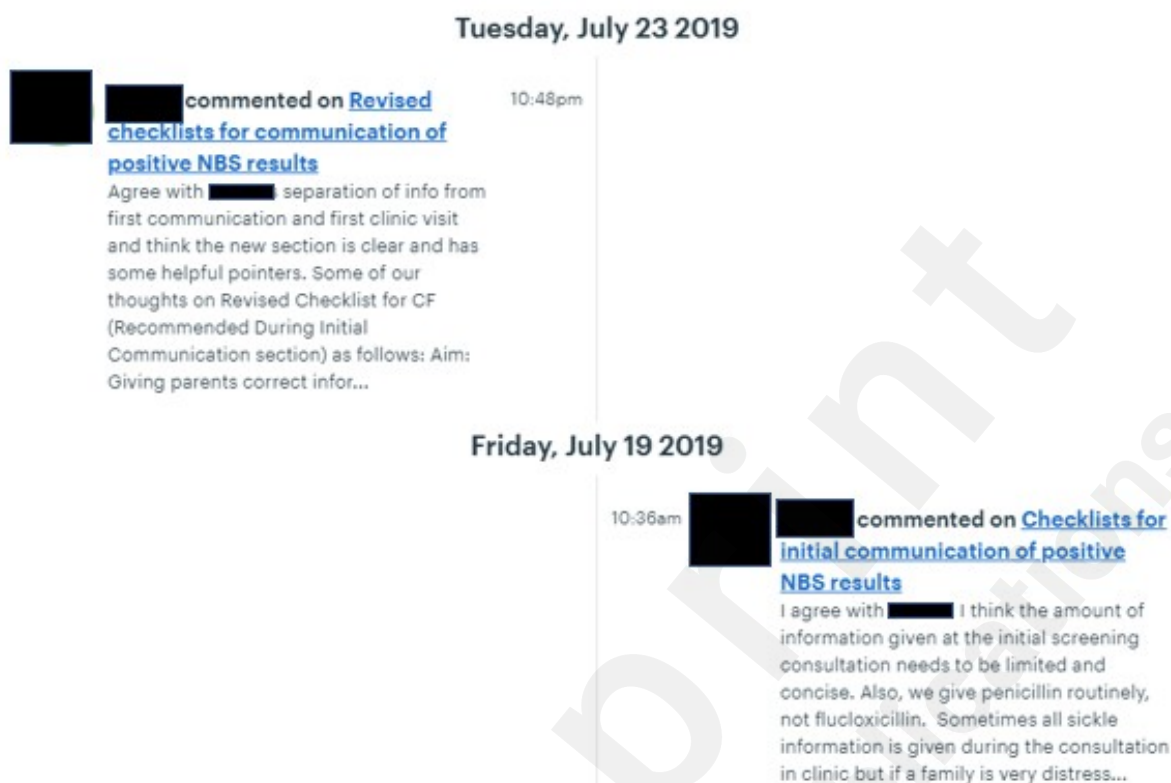 Tuesday, July 23 2019
commented on Revised
10:48pm
checklists for communication of
positive NBS results
Agree with separation of info from
first communication and first clinic visit
and think the new section is clear and has
some helpful pointers. Some of our
thoughts on Revised Checklist for CF
(Recommended During Initial
Communication section) as follows: Aim:
Giving parents correct infor...
Friday, July 19 2019
10:36am
commented on Checklists for
initial communication of positive
NBS results
I agree with I think the amount of
information given at the initial screening
consultation needs to be limited and
concise. Also, we give penicillin routinely,
not flucloxicillin. Sometimes all sickle
information is given during the consultation
in clinic but if a family is very distress...
print